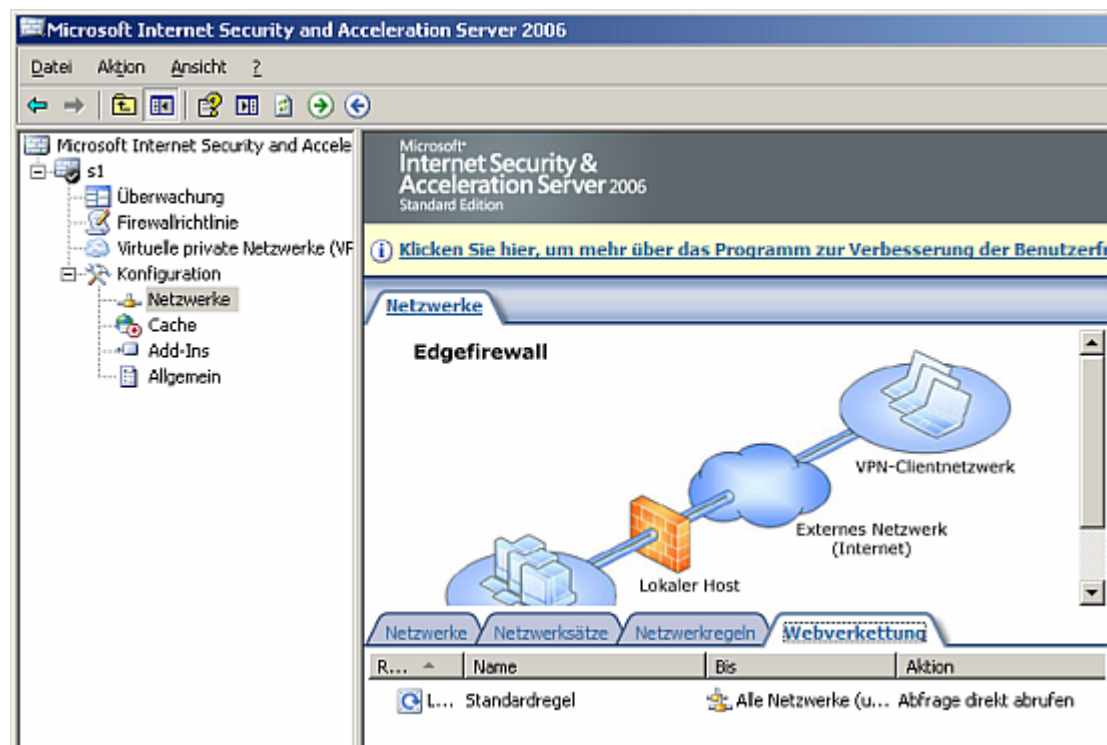 Microsoft Internet Security and Acceleration Server 2006
Datei Aktion Ansicht ?
Microsoft Internet Security and Accele
s1
Überwachung
Firewallrichtlinie
Virtuelle private Netzwerke (VF
Konfiguration
Netzwerke
Cache
Add-Ins
Allgemein
Microsoft
Internet Security &
Acceleration Server 2006
Standard Edition
Klicken Sie hier, um mehr über das Programm zur Verbesserung der Benutzerfr
Netzwerke
Edgefirewall
VPN-Clientnetzwerk
Externes Netzwerk
(Internet)
Lokaler Host
Netzwerke Netzwerksätze Netzwerkregeln Webverkettung
R... Name Bis Aktion
L... Standardregel Alle Netzwerke (u... Abfrage direkt abrufen